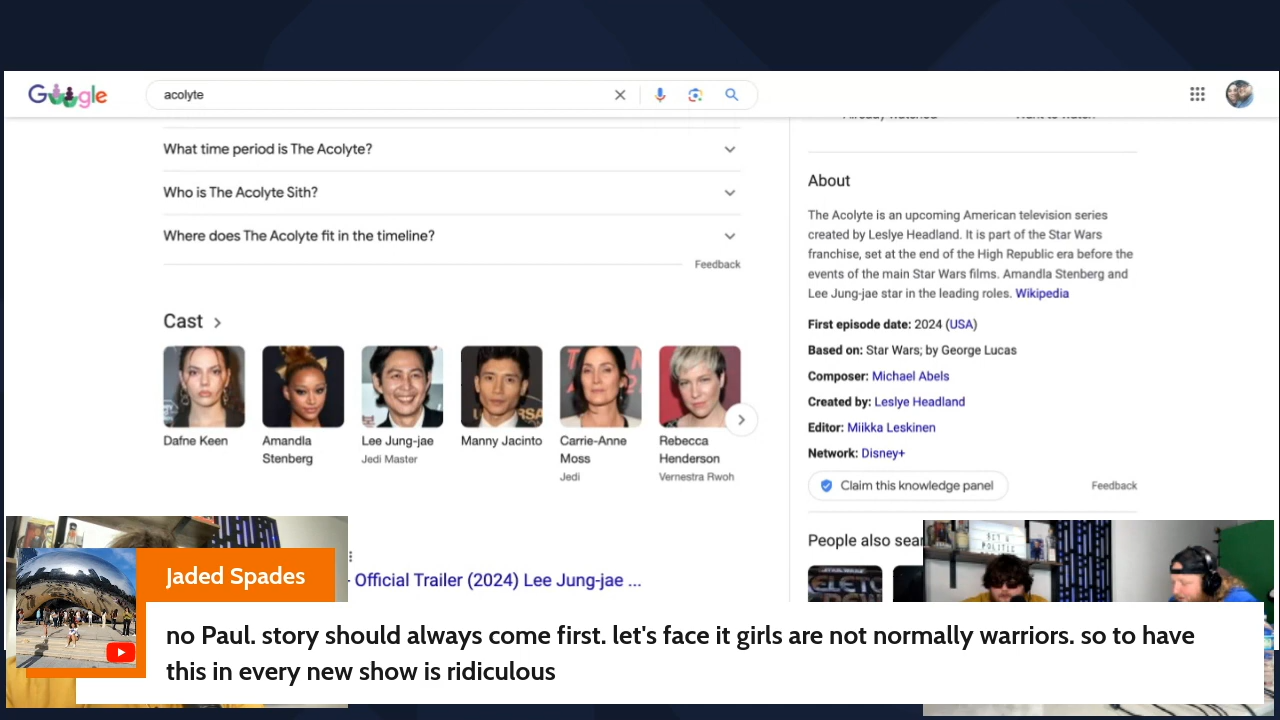 Google
acolyte
Already watched
Want to watch
What time period is The Acolyte?
Who is The Acolyte Sith?
Where does The Acolyte fit in the timeline?
Feedback
Cast
Dafne Keen
Amandla
Stenberg
Lee Jung-jae
Jedi Master
Manny Jacinto
Carrie-Anne
Moss
Jedi
Rebecca
Henderson
Vernestra Rwoh
Official Trailer (2024) Lee Jung-jae ...
About
The Acolyte is an upcoming American television series
created by Leslye Headland. It is part of the Star Wars
franchise, set at the end of the High Republic era before the
events of the main Star Wars films. Amandla Stenberg and
Lee Jung-jae star in the leading roles. Wikipedia
First episode date: 2024 (USA)
Based on: Star Wars; by George Lucas
Composer: Michael Abels
Created by: Leslye Headland
Editor: Miikka Leskinen
Network: Disney+
Claim this knowledge panel
Feedback
People also sear
Jaded Spades
no Paul. story should always come first. let's face it girls are not normally warriors. so to have
this in every new show is ridiculous